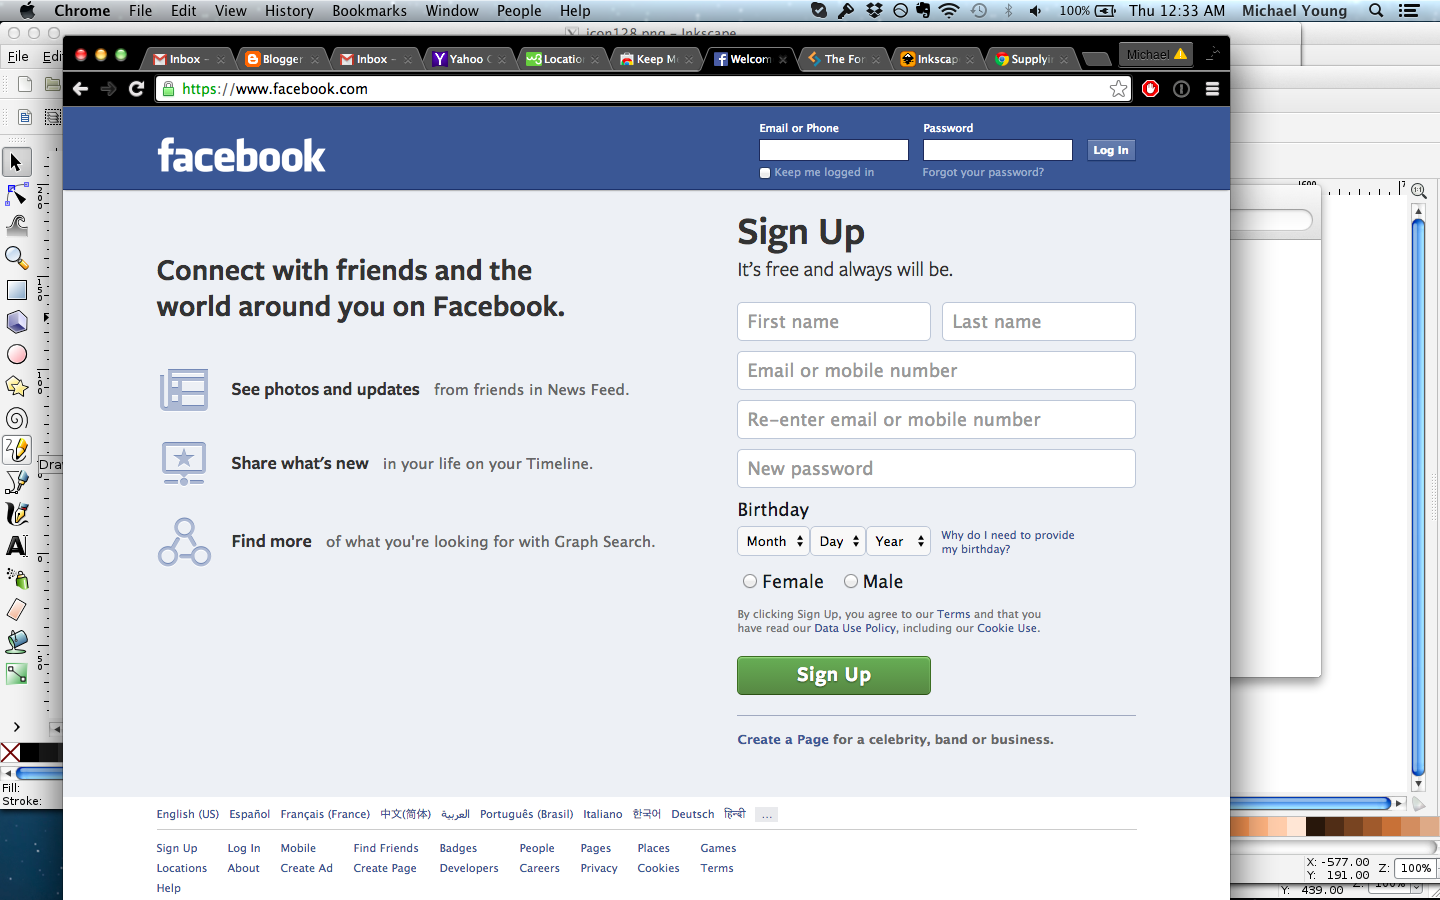 Chrome File Edit View History Bookmarks Window People Help 100% Thu 12:33 AM Michael Young
icon128.png - Inkscape
File Edi
Inbox – Blogger Inbox – Yahoo Locatio Keep M Welcom The For Inkscap Supplyi Michael
https://www.facebook.com
facebook
Email or Phone Password
Log In
Keep me logged in Forgot your password?
Connect with friends and the
world around you on Facebook.
See photos and updates from friends in News Feed.
Share what's new in your life on your Timeline.
Find more of what you're looking for with Graph Search.
Sign Up
It's free and always will be.
First name Last name
Email or mobile number
Re-enter email or mobile number
New password
Birthday
Month Day Year
Why do I need to provide
my birthday?
Female Male
By clicking Sign Up, you agree to our Terms and that you
have read our Data Use Policy, including our Cookie Use.
Sign Up
Create a Page for a celebrity, band or business.
English (US) Español Français (France) 中文(简体) العربية Português (Brasil) Italiano 한국어 Deutsch हिन्दी ...
Sign Up Log In Mobile Find Friends Badges People Pages Places Games
Locations About Create Ad Create Page Developers Careers Privacy Cookies Terms
Help
Dra
Fill:
Stroke:
X: -577.00
Y: 191.00
Z: 100%
Y: 439.00
Z: 100%